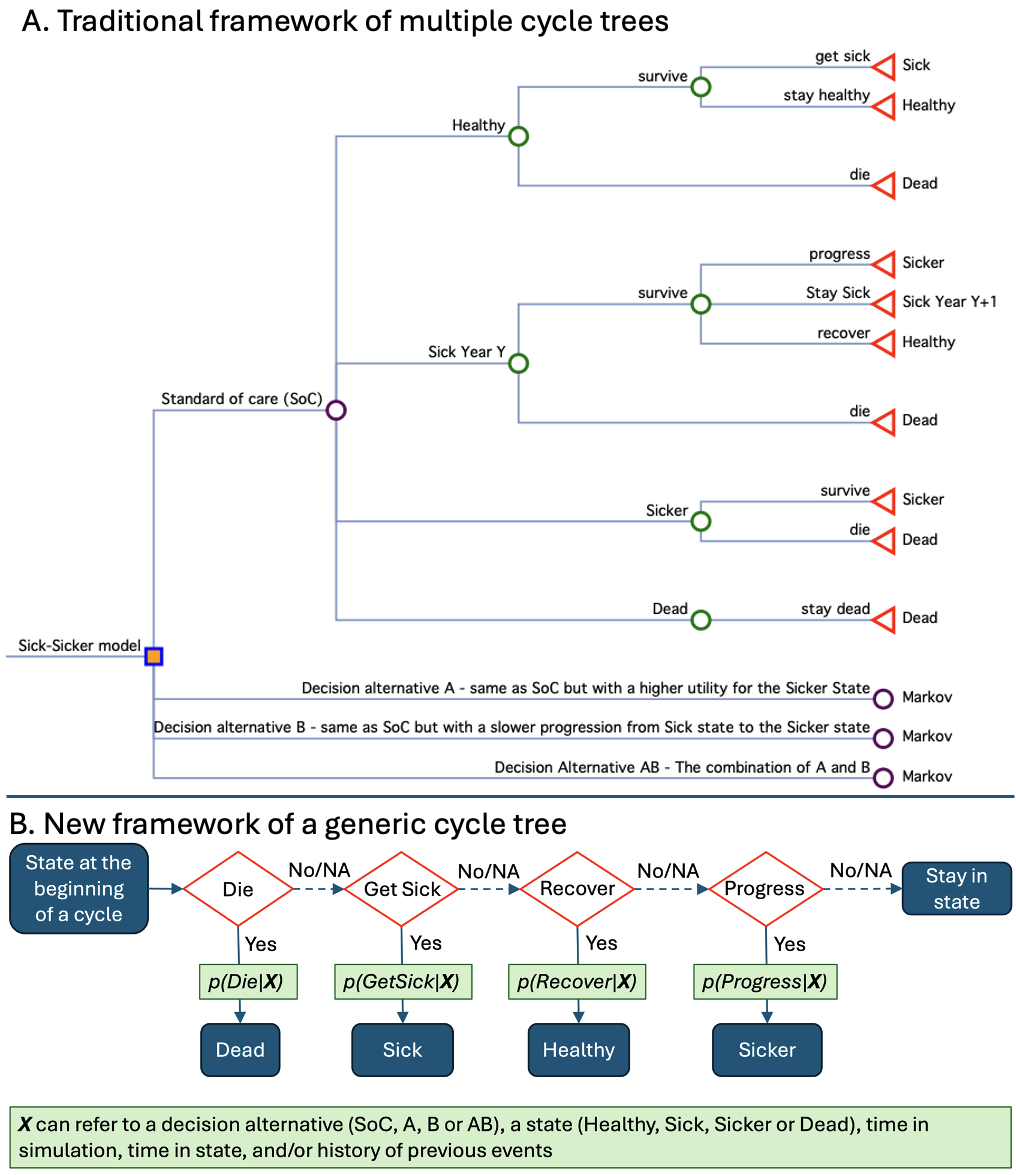 A. Traditional framework of multiple cycle trees
get sick
Sick
survive
stay healthy
Healthy
Healthy
die
Dead
progress
Sicker
survive
Stay Sick
Sick Year Y+1
recover
Healthy
Sick Year Y
Standard of care (SoC)
die
Dead
survive
Sicker
Sicker
die
Dead
Dead
stay dead
Dead
Sick-Sicker model
Decision alternative A - same as SoC but with a higher utility for the Sicker State
Markov
Decision alternative B - same as SoC but with a slower progression from Sick state to the Sicker state
Markov
Decision Alternative AB - The combination of A and B
Markov
B. New framework of a generic cycle tree
State at the
beginning
of a cycle
Die
No/NA
Get Sick
No/NA
Recover
No/NA
Progress
No/NA
Stay in
state
Yes
Yes
Yes
Yes
p(Die|X)
p(GetSick|X)
p(Recover|X)
p(Progress|X)
Dead
Sick
Healthy
Sicker
X can refer to a decision alternative (SoC, A, B or AB), a state (Healthy, Sick, Sicker or Dead), time in
simulation, time in state, and/or history of previous events